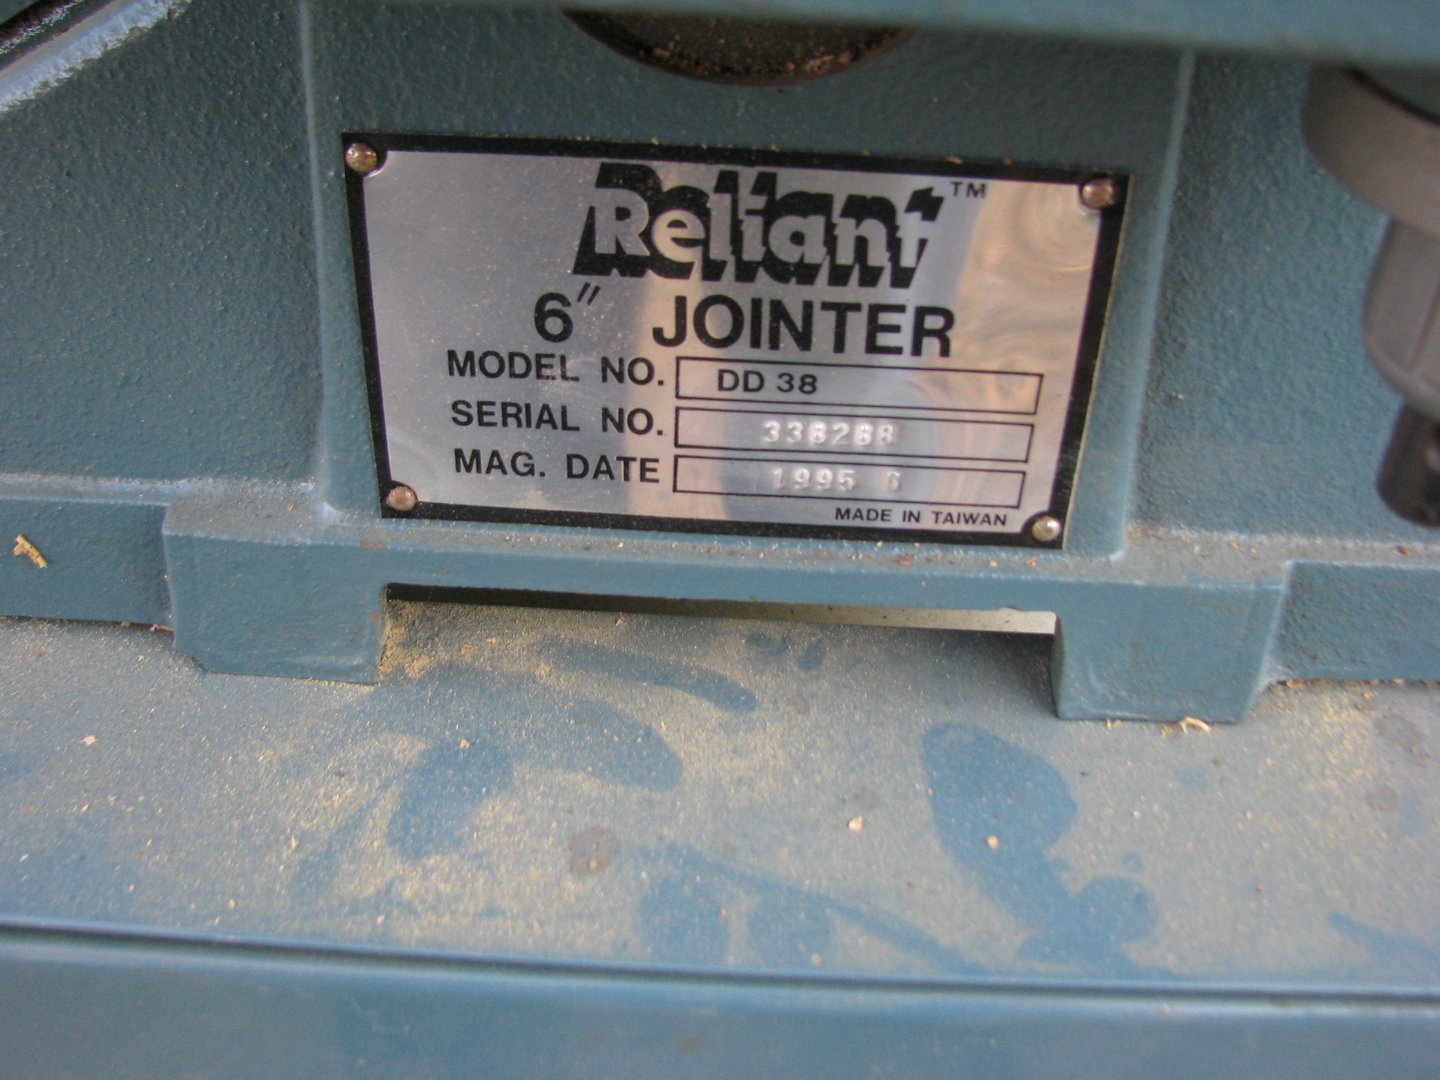 Reliant™
6" JOINTER
MODEL NO. DD 38
SERIAL NO. 338288
MAG. DATE 1995 6
MADE IN TAIWAN